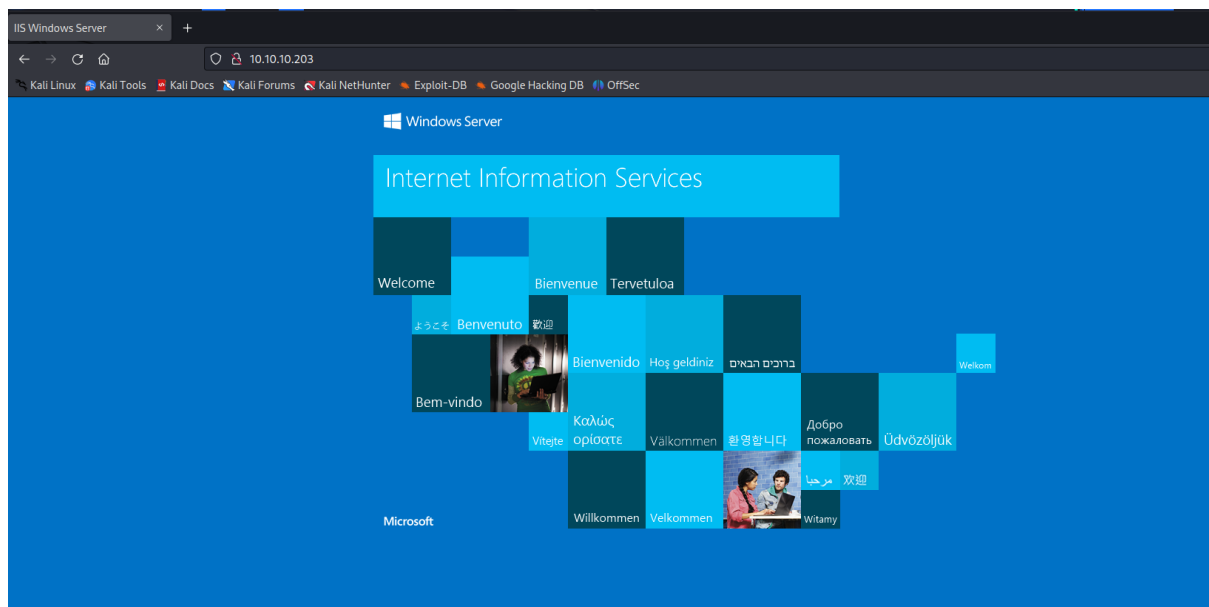 IIS Windows Server
10.10.10.203
Kali Linux Kali Tools Kali Docs Kali Forums Kali NetHunter Exploit-DB Google Hacking DB OffSec
Windows Server
Internet Information Services
Welcome
Bienvenue
Tervetuloa
ようこそ
Benvenuto
歡迎
Bienvenido
Hoş geldiniz
ברוכים הבאים
Welkom
Bem-vindo
Vítejte
Καλώς
ορίσατε
Välkommen
환영합니다
Добро
пожаловать
Üdvözöljük
مرحبا
欢迎
Microsoft
Willkommen
Velkommen
Witamy